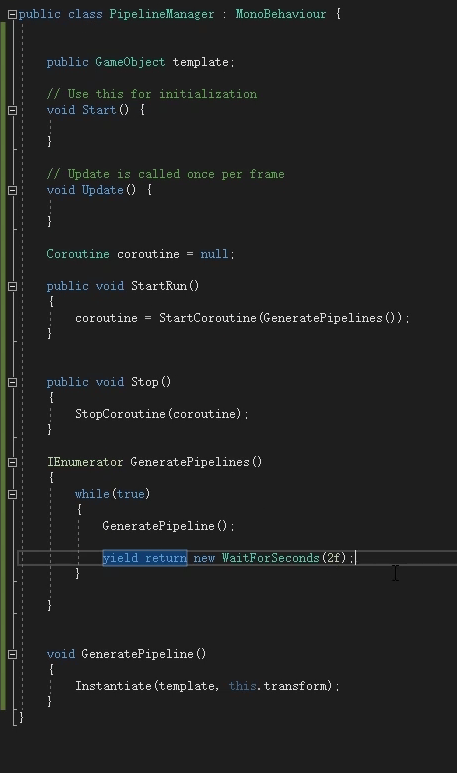 public class PipelineManager : MonoBehaviour {
public GameObject template;
// Use this for initialization
void Start() {
}
// Update is called once per frame
void Update() {
}
Coroutine coroutine = null;
public void StartRun()
{
coroutine = StartCoroutine(GeneratePipelines());
}
public void Stop()
{
StopCoroutine(coroutine);
}
IEnumerator GeneratePipelines()
{
while(true)
{
GeneratePipeline();
yield return new WaitForSeconds(2f);
}
}
void GeneratePipeline()
{
Instantiate(template, this.transform);
}
}